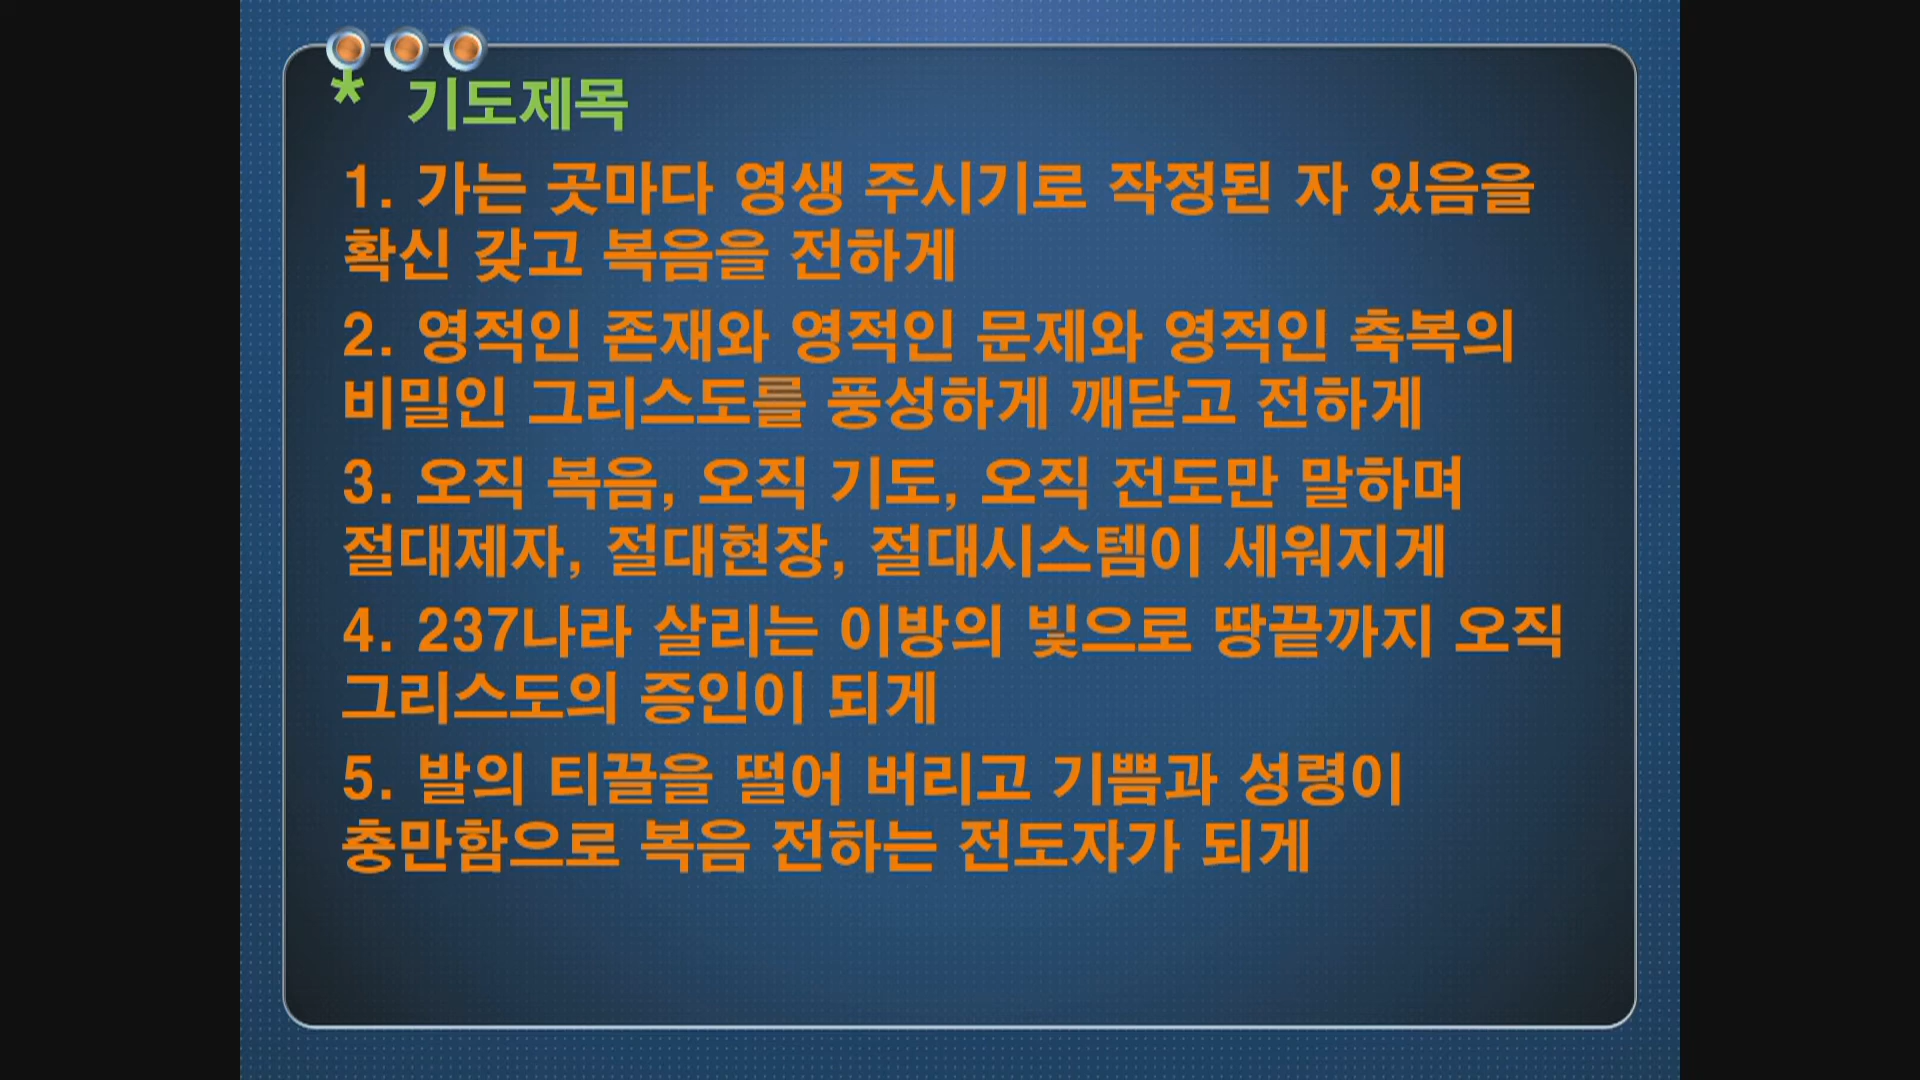 * 기도제목
1. 가는 곳마다 영생 주시기로 작정된 자 있음을
확신 갖고 복음을 전하게
2. 영적인 존재와 영적인 문제와 영적인 축복의
비밀인 그리스도를 풍성하게 깨닫고 전하게
3. 오직 복음, 오직 기도, 오직 전도만 말하며
절대제자, 절대현장, 절대시스템이 세워지게
4. 237나라 살리는 이방의 빛으로 땅끝까지 오직
그리스도의 증인이 되게
5. 발의 티끌을 떨어 버리고 기쁨과 성령이
충만함으로 복음 전하는 전도자가 되게